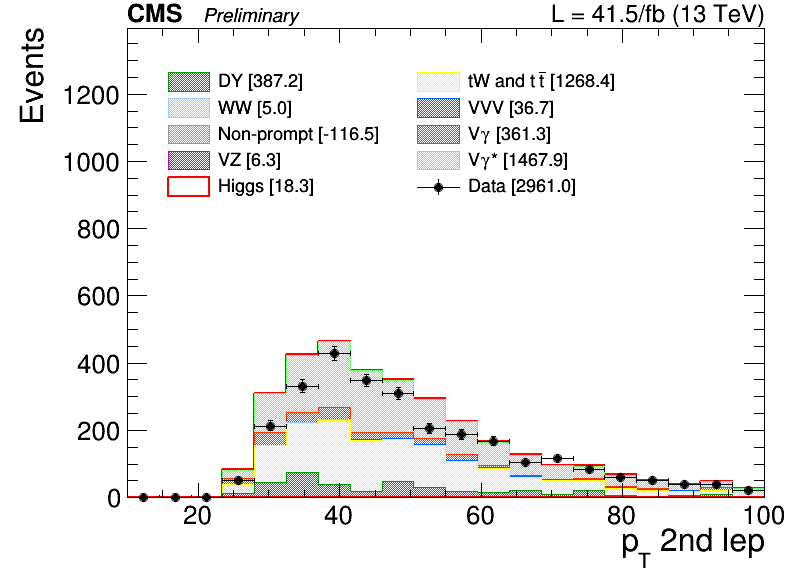 CMS Preliminary L = 41.5/fb (13 TeV)
Events
DY [387.2] tW and t t̄ [1268.4]
WW [5.0] VVV [36.7]
Non-prompt [-116.5] Vγ [361.3]
VZ [6.3] Vγ* [1467.9]
Higgs [18.3] Data [2961.0]
1200
1000
800
600
400
200
0
20 40 60 80 100
p_T 2nd lep